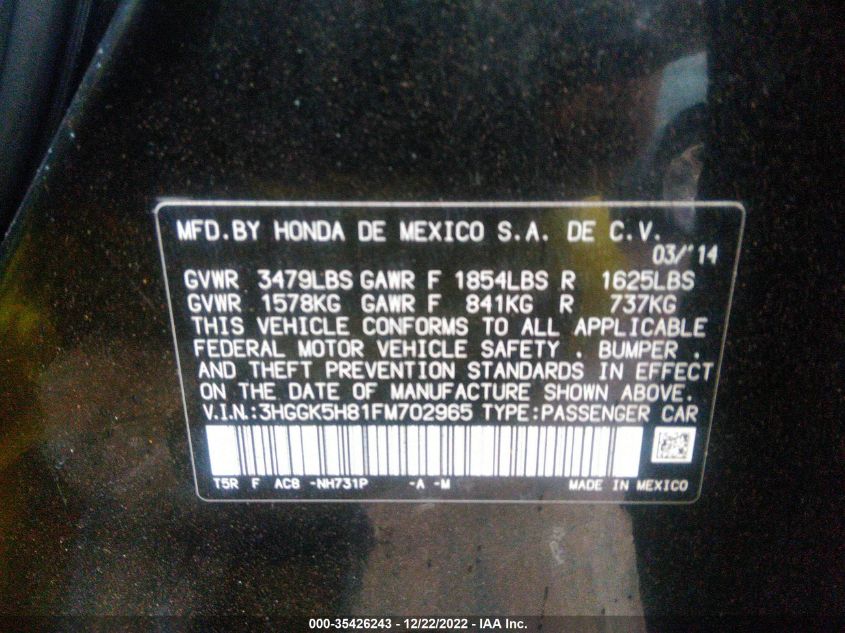 MFD.BY HONDA DE MEXICO S.A. DE C.V.
03/'14
GVWR 3479LBS GAWR F 1854LBS R 1625LBS
GVWR 1578KG GAWR F 841KG R 737KG
THIS VEHICLE CONFORMS TO ALL APPLICABLE
FEDERAL MOTOR VEHICLE SAFETY . BUMPER .
AND THEFT PREVENTION STANDARDS IN EFFECT
ON THE DATE OF MANUFACTURE SHOWN ABOVE.
V.I.N.:3HGGK5H81FM702965 TYPE:PASSENGER CAR
T5R F AC8 -NH731P -A -M MADE IN MEXICO
000-35426243 - 12/22/2022 - IAA Inc.